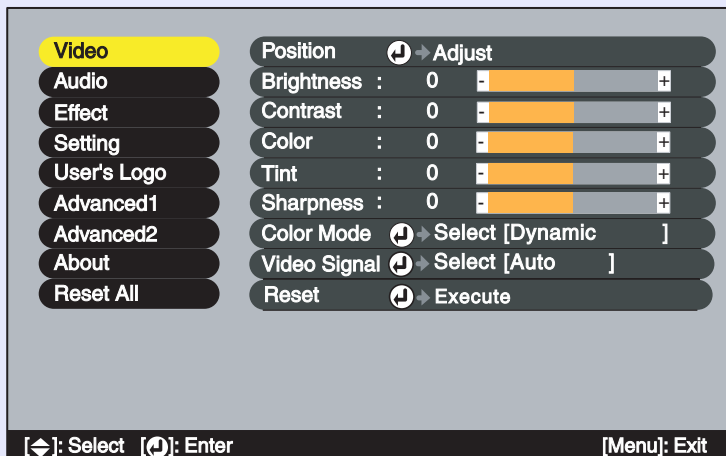 Video
Audio
Effect
Setting
User's Logo
Advanced1
Advanced2
About
Reset All
Position Adjust
Brightness : 0 - +
Contrast : 0 - +
Color : 0 - +
Tint : 0 - +
Sharpness : 0 - +
Color Mode Select [Dynamic ]
Video Signal Select [Auto ]
Reset Execute
[ ]: Select [ ]: Enter [Menu]: Exit